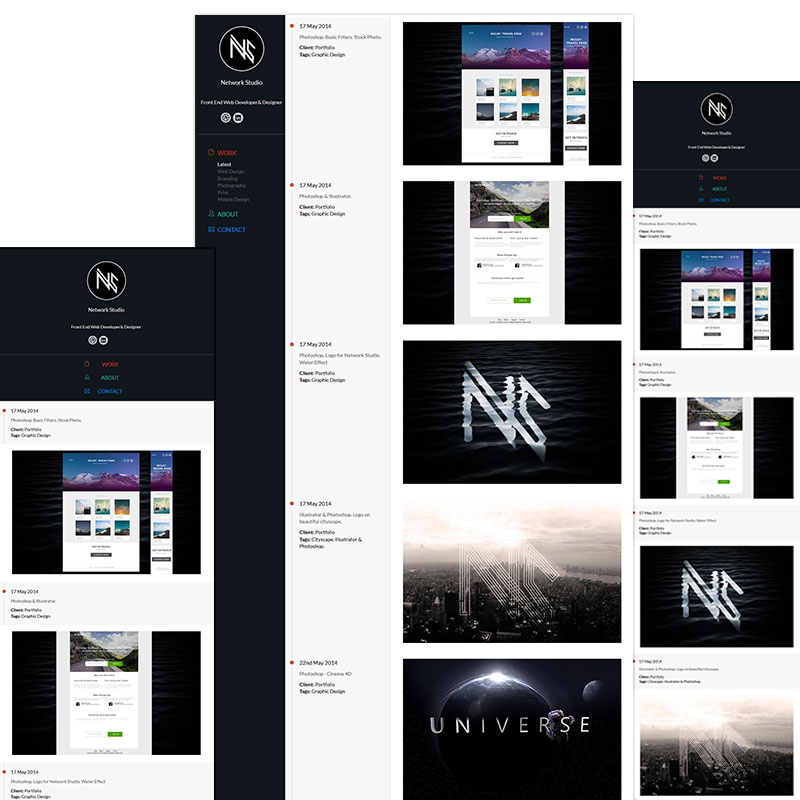 Network Studio
Front End Web Developer & Designer
WORK
Latest
Web Design
Branding
Photography
Print
Mobile Design
ABOUT
CONTACT
17 May 2014
Photoshop. Basic Filters. Stock Photo.
Client: Portfolio
Tags: Graphic Design
17 May 2014
Photoshop & Illustrator.
Client: Portfolio
Tags: Graphic Design
17 May 2014
Photoshop. Logo for Network Studio.
Water Effect
Client: Portfolio
Tags: Graphic Design
17 May 2014
Illustrator & Photoshop. Logo on
beautiful cityscape.
Client: Portfolio
Tags: Cityscape, Illustrator &
Photoshop.
22nd May 2014
Photoshop - Cinema 4D
Client: Portfolio
Tags: Graphic Design
GET IN TOUCH
UNIVERSE
Network Studio
Front End Web Developer & Designer
WORK
ABOUT
CONTACT
17 May 2014
Photoshop. Basic Filters. Stock Photo.
Client: Portfolio
Tags: Graphic Design
GET IN TOUCH
17 May 2014
Photoshop & Illustrator.
Client: Portfolio
Tags: Graphic Design
17 May 2014
Photoshop. Logo for Network Studio. Water Effect
Client: Portfolio
Tags: Graphic Design
Network Studio
Front End Web Developer & Designer
WORK
ABOUT
CONTACT
17 May 2014
Photoshop. Basic Filters. Stock Photo.
Client: Portfolio
Tags: Graphic Design
17 May 2014
Photoshop & Illustrator.
Client: Portfolio
Tags: Graphic Design
17 May 2014
Photoshop. Logo for Network Studio. Water Effect
Client: Portfolio
Tags: Graphic Design
17 May 2014
Illustrator & Photoshop. Logo on beautiful cityscape.
Client: Portfolio
Tags: Cityscape, Illustrator & Photoshop.